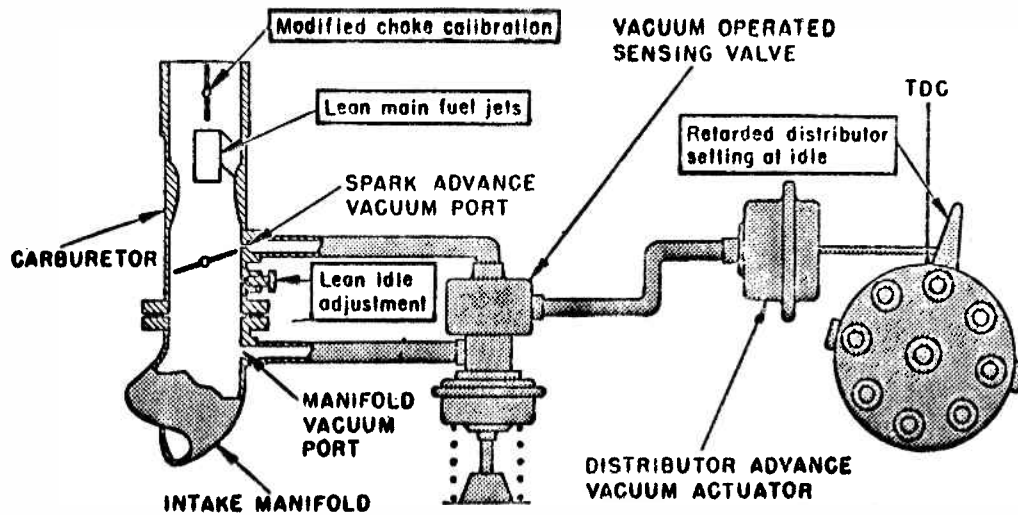 Modified choke calibration
Lean main fuel jets
SPARK ADVANCE
VACUUM PORT
CARBURETOR
Lean idle
adjustment
MANIFOLD
VACUUM
PORT
INTAKE MANIFOLD
VACUUM OPERATED
SENSING VALVE
TDC
Retarded distributor
setting at idle
DISTRIBUTOR ADVANCE
VACUUM ACTUATOR